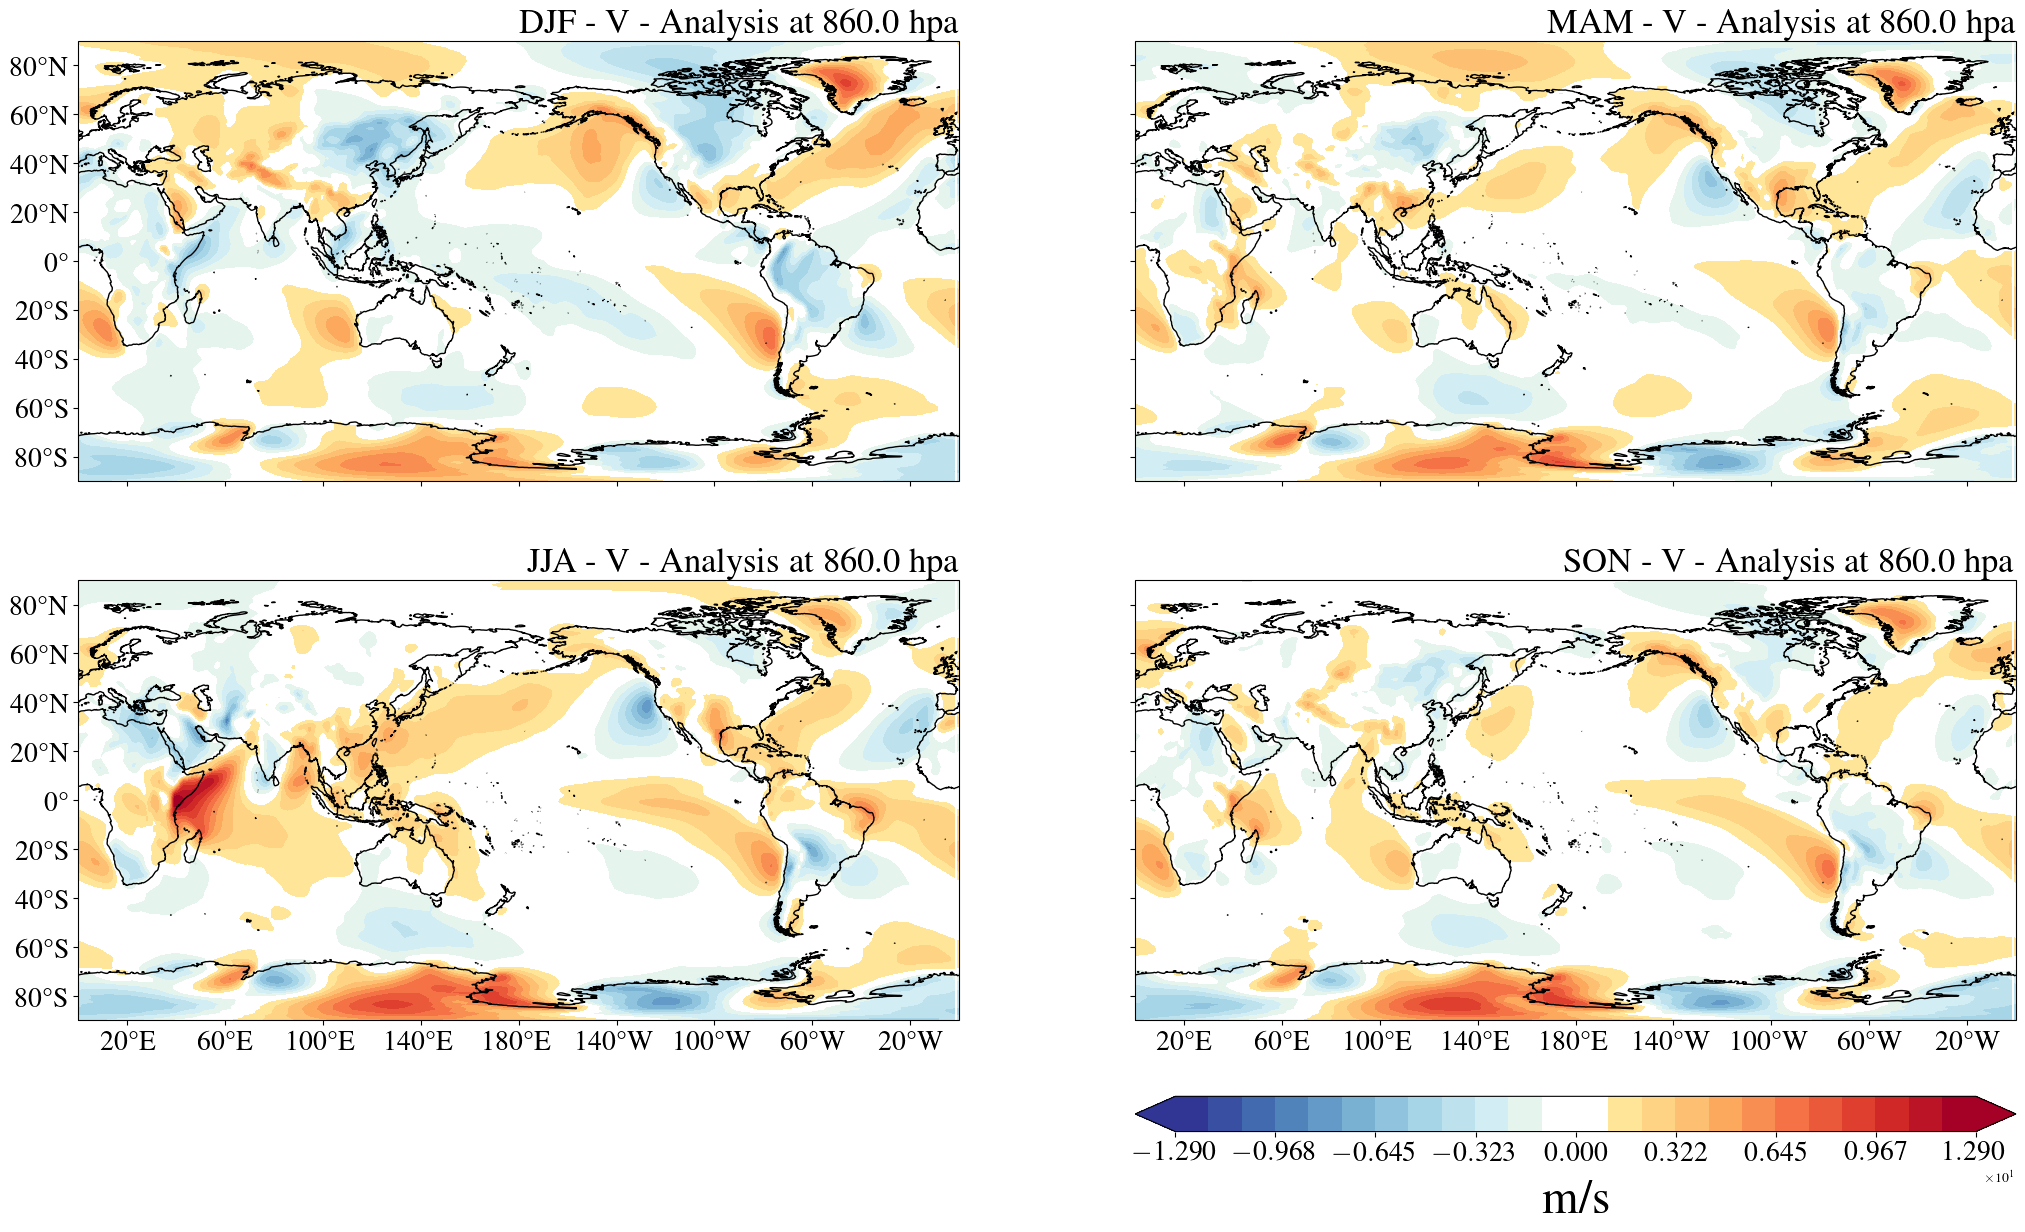 DJF - V - Analysis at 860.0 hpa
MAM - V - Analysis at 860.0 hpa
80°N
60°N
40°N
20°N
0°
20°S
40°S
60°S
80°S
JJA - V - Analysis at 860.0 hpa
SON - V - Analysis at 860.0 hpa
80°N
60°N
40°N
20°N
0°
20°S
40°S
60°S
80°S
20°E 60°E 100°E 140°E 180°E 140°W 100°W 60°W 20°W
20°E 60°E 100°E 140°E 180°E 140°W 100°W 60°W 20°W
−1.290 −0.968 −0.645 −0.323 0.000 0.322 0.645 0.967 1.290
×10¹
m/s